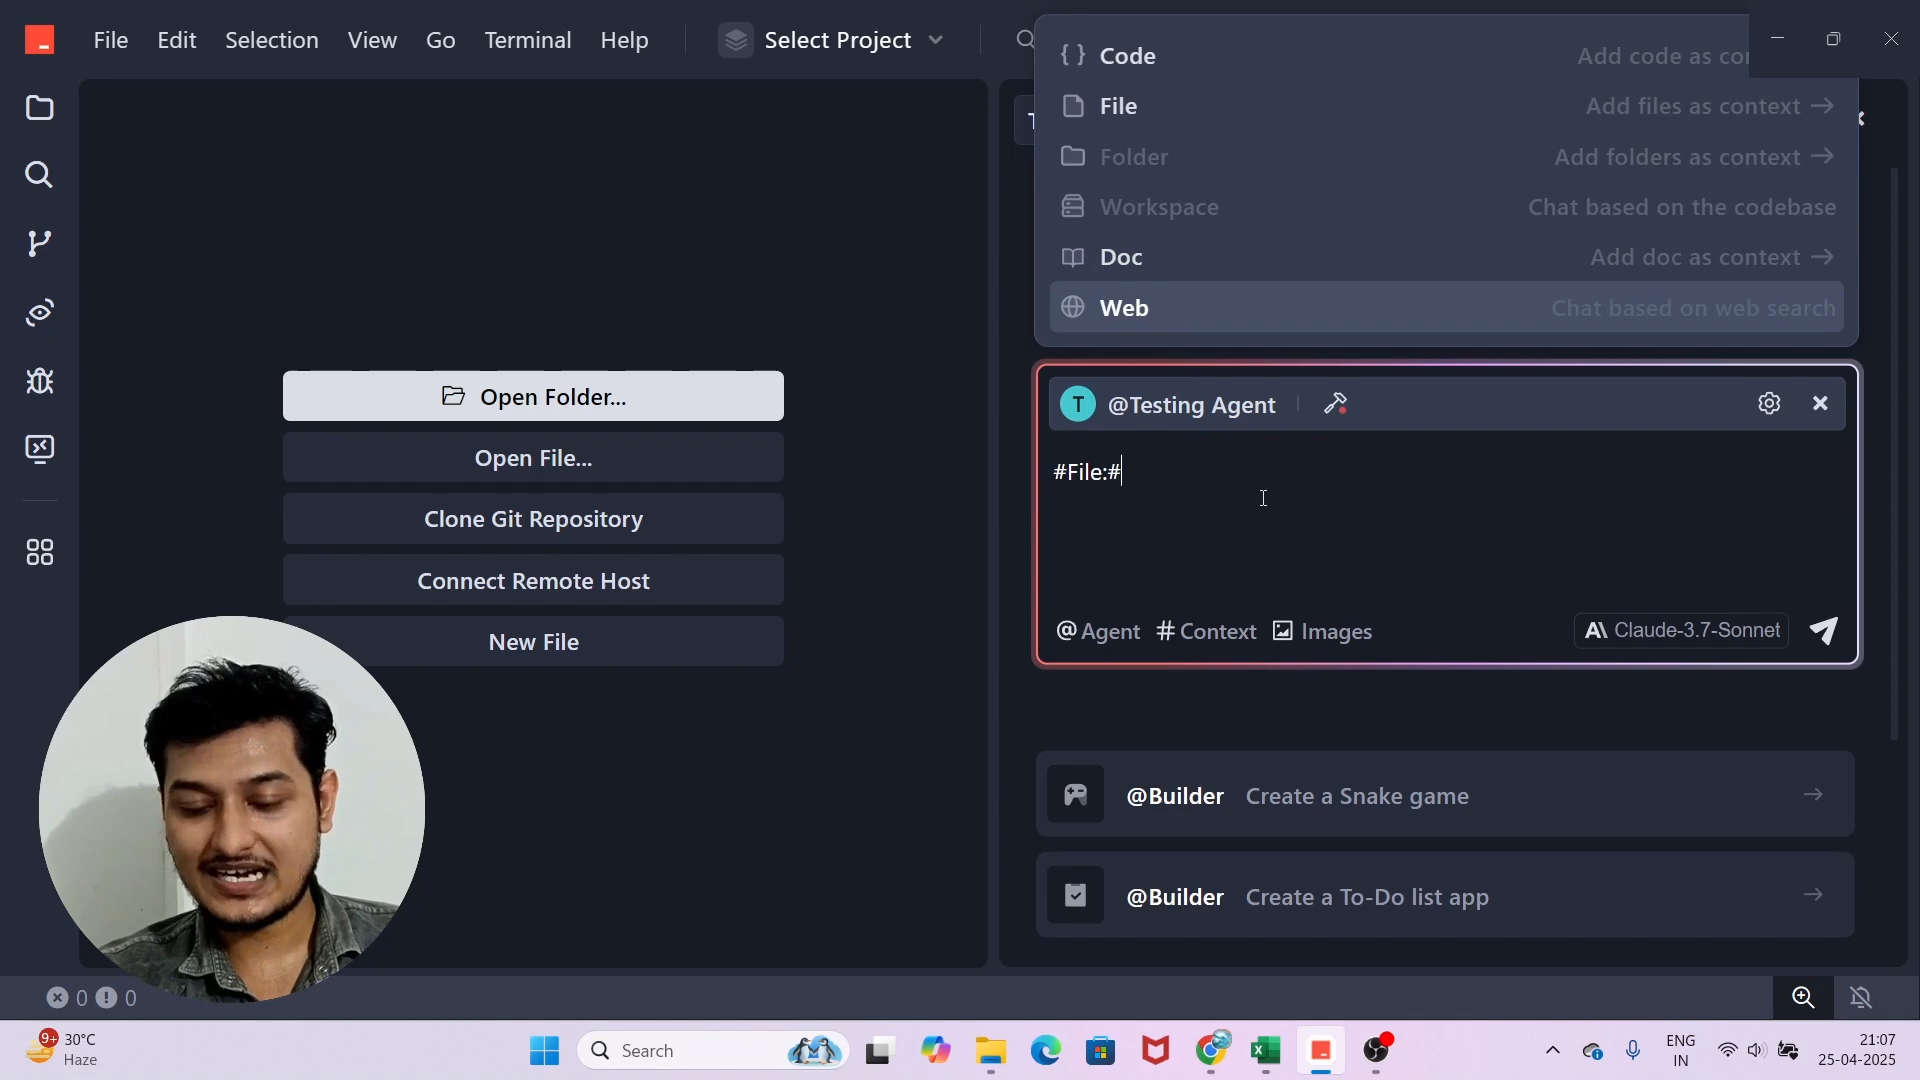 File Edit Selection View Go Terminal Help Select Project
Code Add code as con
File Add files as context →
Folder Add folders as context →
Workspace Chat based on the codebase
Doc Add doc as context →
Web Chat based on web search
T @Testing Agent
#File:#
@Agent # Context Images Claude-3.7-Sonnet
Open Folder...
Open File...
Clone Git Repository
Connect Remote Host
New File
@Builder Create a Snake game →
@Builder Create a To-Do list app →
0 0
9+ 30°C
Haze
Search
ENG
IN
21:07
25-04-2025